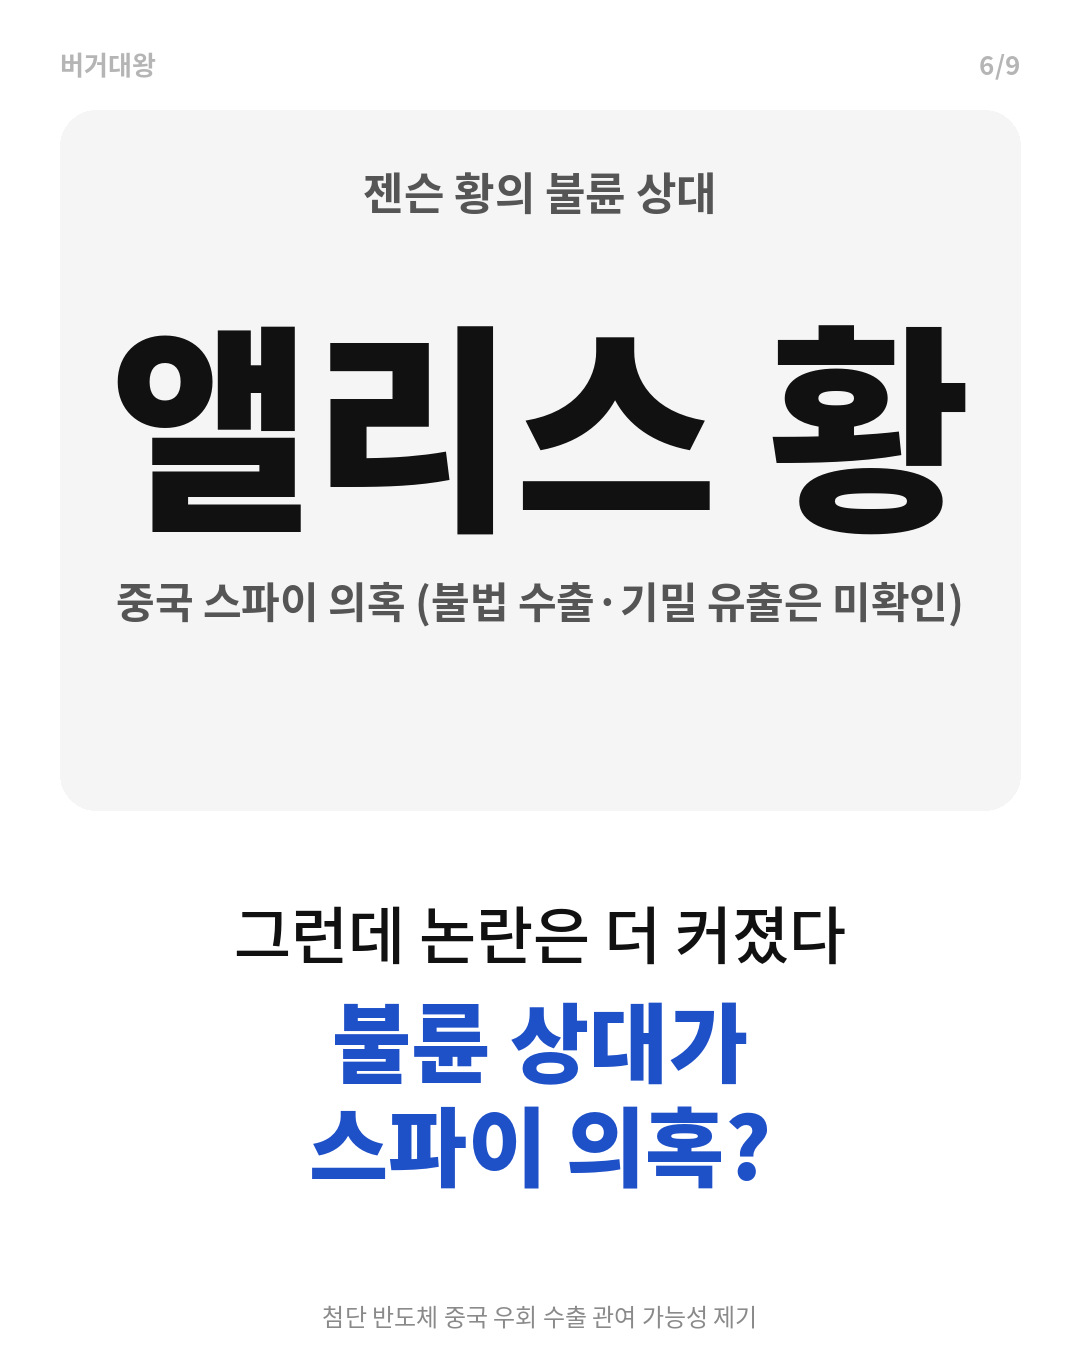 버거대왕
6/9
젠슨 황의 불륜 상대
앨리스 황
중국 스파이 의혹 (불법 수출·기밀 유출은 미확인)
그런데 논란은 더 커졌다
불륜 상대가
스파이 의혹?
첨단 반도체 중국 우회 수출 관여 가능성 제기